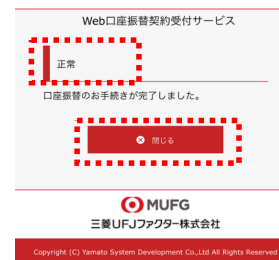 Web口座振替契約受付サービス
正常
口座振替のお手続きが完了しました。
閉じる
MUFG
三菱UFJファクター株式会社
Copyright (C) Yamato System Development Co.,Ltd All Rights Reserved